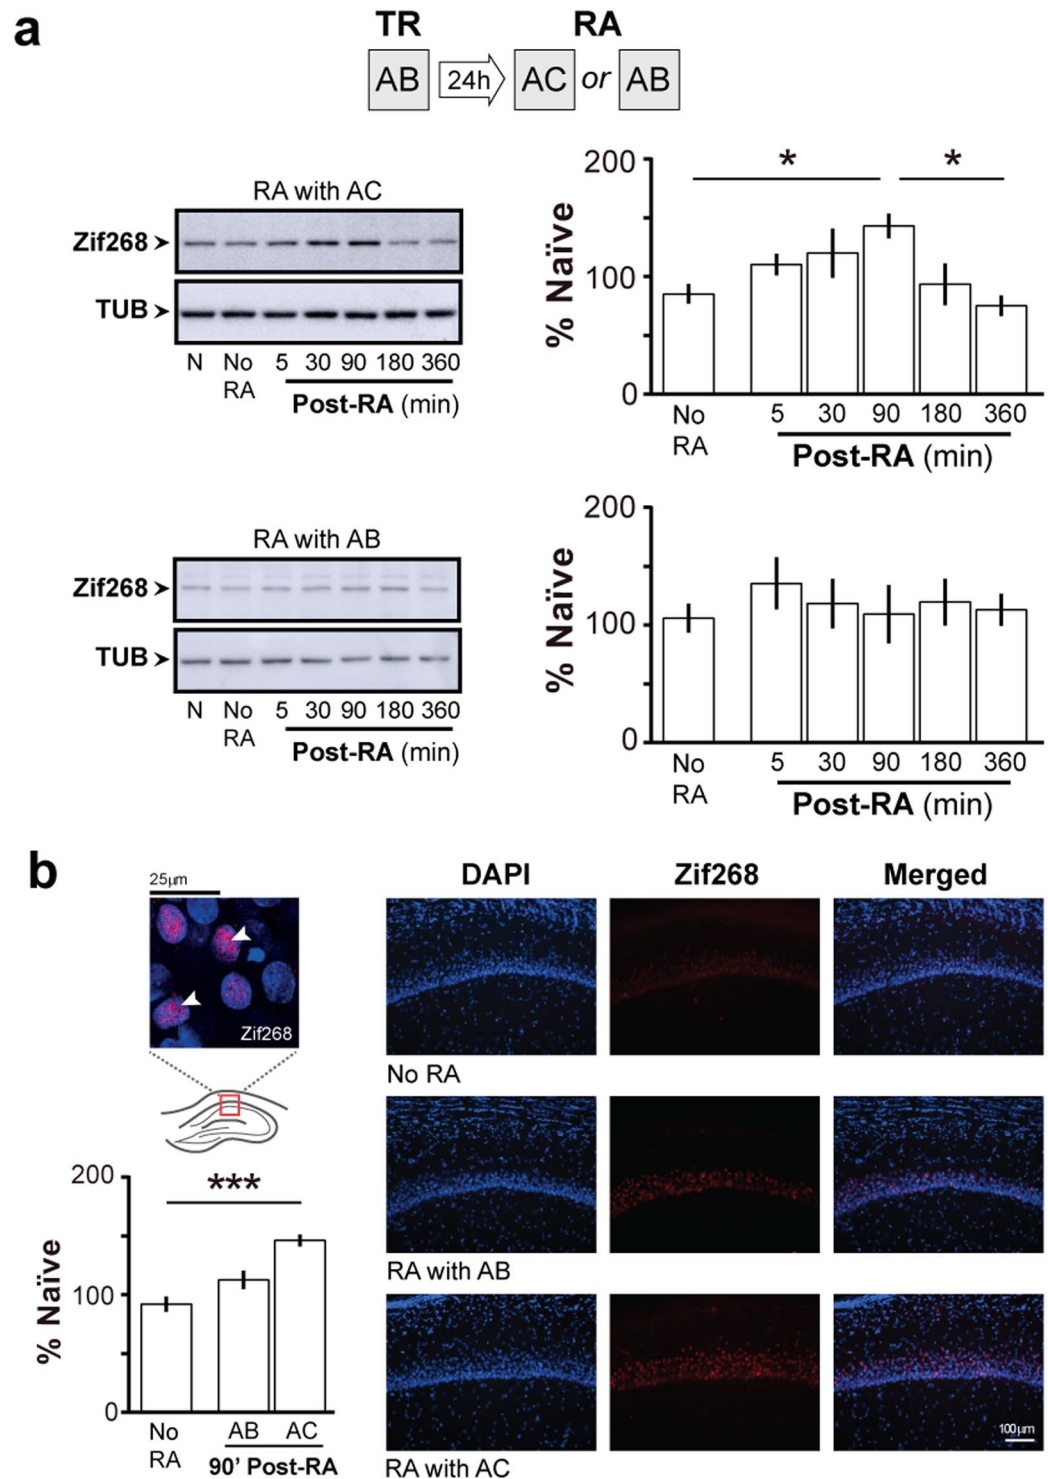 a
TR RA
AB 24h AC or AB
RA with AC
Zif268
TUB
N No RA 5 30 90 180 360
Post-RA (min)
% Naïve
200
100
0
* *
No RA 5 30 90 180 360
Post-RA (min)
RA with AB
Zif268
TUB
N No RA 5 30 90 180 360
Post-RA (min)
% Naïve
200
100
0
No RA 5 30 90 180 360
Post-RA (min)
b
25µm
Zif268
% Naïve
200
100
0
***
No RA AB AC
90' Post-RA
DAPI Zif268 Merged
No RA
RA with AB
100µm
RA with AC